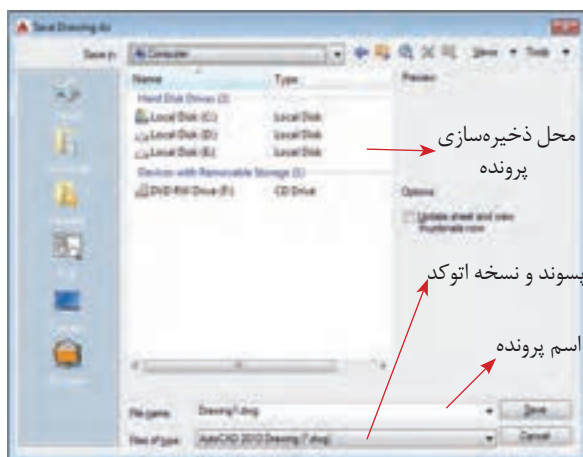 Save Drawing As
Save in: Computer Views Tools
Name Type Preview
Hard Disk Drives (3)
Local Disk (C:) Local Disk
Local Disk (D:) Local Disk
Local Disk (E:) Local Disk
محل ذخیره‌سازی
پرونده
Devices with Removable Storage (1)
DVD RW Drive (F:) CD Drive
Options
Update sheet and view
thumbnails now
پسوند و نسخه اتوکد
اسم پرونده
File name: Drawing1.dwg Save
Files of type: AutoCAD 2013 Drawing (*.dwg) Cancel